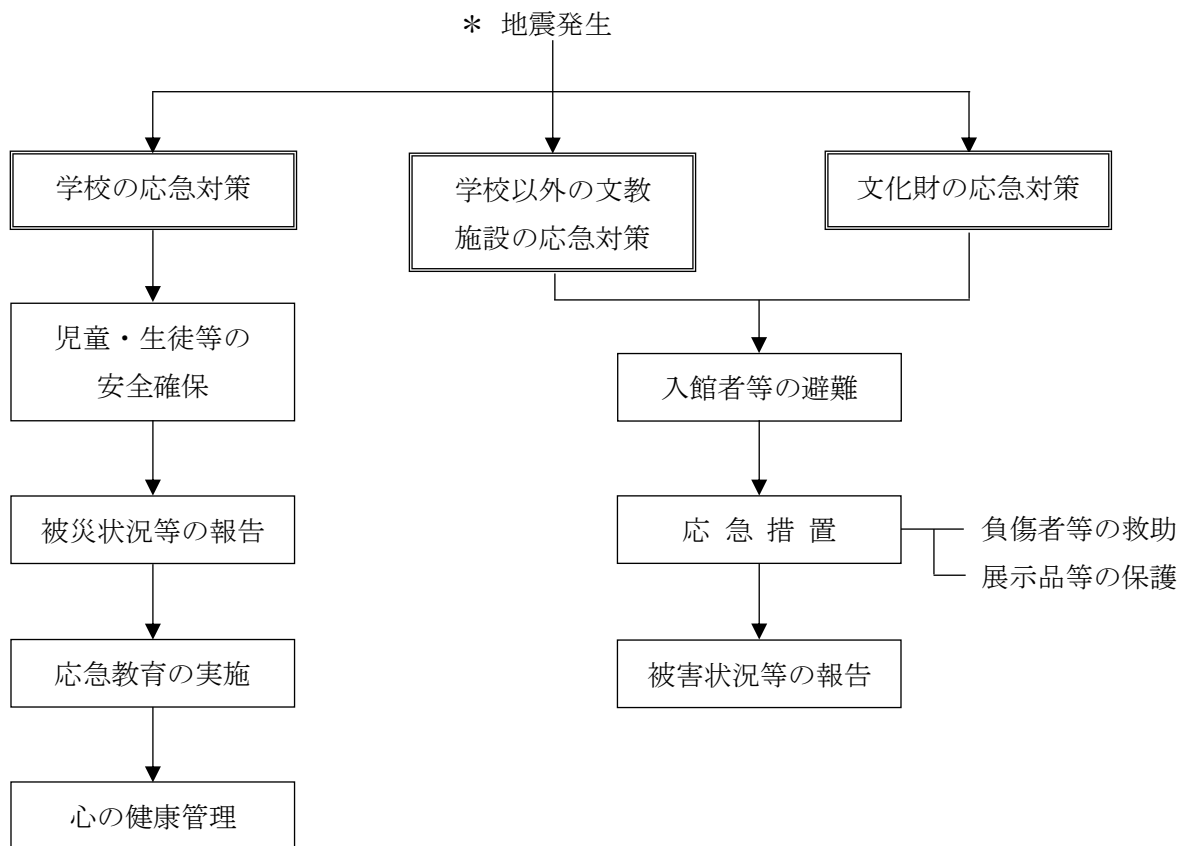 ＊ 地震発生
学校の応急対策
学校以外の文教
施設の応急対策
文化財の応急対策
児童・生徒等の
安全確保
入館者等の避難
被災状況等の報告
応 急 措 置
負傷者等の救助
展示品等の保護
応急教育の実施
被害状況等の報告
心の健康管理